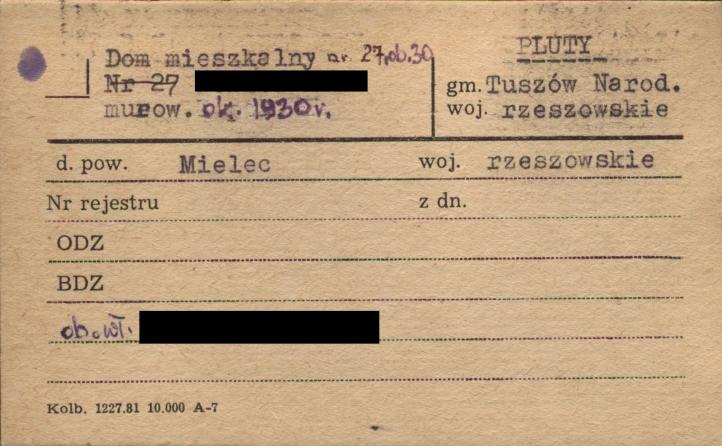 Dom mieszkalny nr. 27, ob. 30
PLUTY
Nr 27
gm. Tuszów Narod.
murow. ok. 1930 r.
woj. rzeszowskie
d. pow. Mielec woj. rzeszowskie
Nr rejestru z dn.
ODZ
BDZ
ob. wł.
Kolb. 1227.81 10.000 A-7